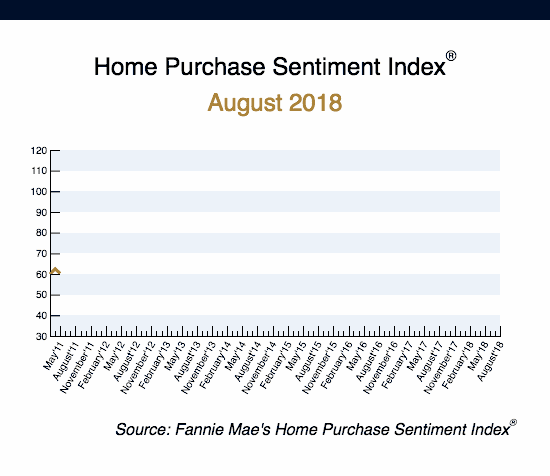 Home Purchase Sentiment Index®
August 2018
120
110
100
90
80
70
60
50
40
30
May'11
August'11
November'11
February'12
May'12
August'12
November'12
February'13
May'13
August'13
November'13
February'14
May'14
August'14
November'14
February'15
May'15
August'15
November'15
February'16
May'16
August'16
November'16
February'17
May'17
August'17
November'17
February'18
May'18
August'18
Source: Fannie Mae's Home Purchase Sentiment Index®